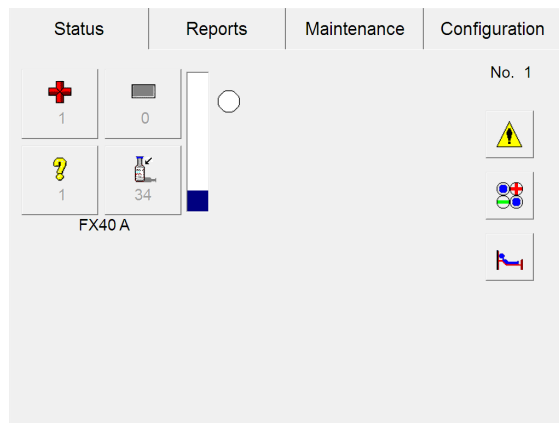 Status Reports Maintenance Configuration
No. 1
1 0
1 34
FX40 A